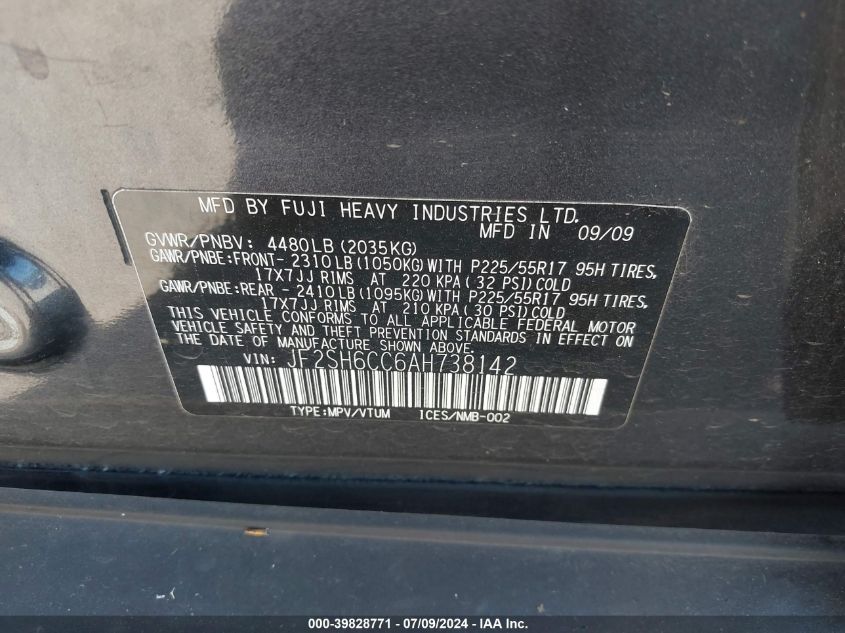 MFD BY FUJI HEAVY INDUSTRIES LTD.
MFD IN 09/09
GVWR/PNBV: 4480LB (2035KG)
GAWR/PNBE:FRONT- 2310LB (1050KG) WITH P225/55R17 95H TIRES,
17X7JJ RIMS AT 220 KPA ( 32 PSI) COLD
GAWR/PNBE:REAR - 2410LB (1095KG) WITH P225/55R17 95H TIRES,
17X7JJ RIMS AT 210 KPA ( 30 PSI) COLD
THIS VEHICLE CONFORMS TO ALL APPLICABLE FEDERAL MOTOR
VEHICLE SAFETY AND THEFT PREVENTION STANDARDS IN EFFECT ON
THE DATE OF MANUFACTURE SHOWN ABOVE.
VIN: JF2SH6CC6AH738142
TYPE:MPV/VTUM ICES/NMB-002
000-39828771 / 07/09/2024 - IAA Inc.